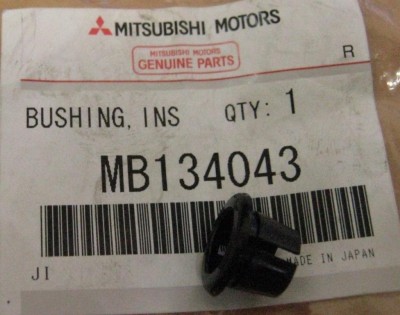 MITSUBISHI MOTORS
MITSUBISHI MOTORS
GENUINE PARTS
R
BUSHING, INS QTY: 1
MB134043
JI MADE IN JAPAN